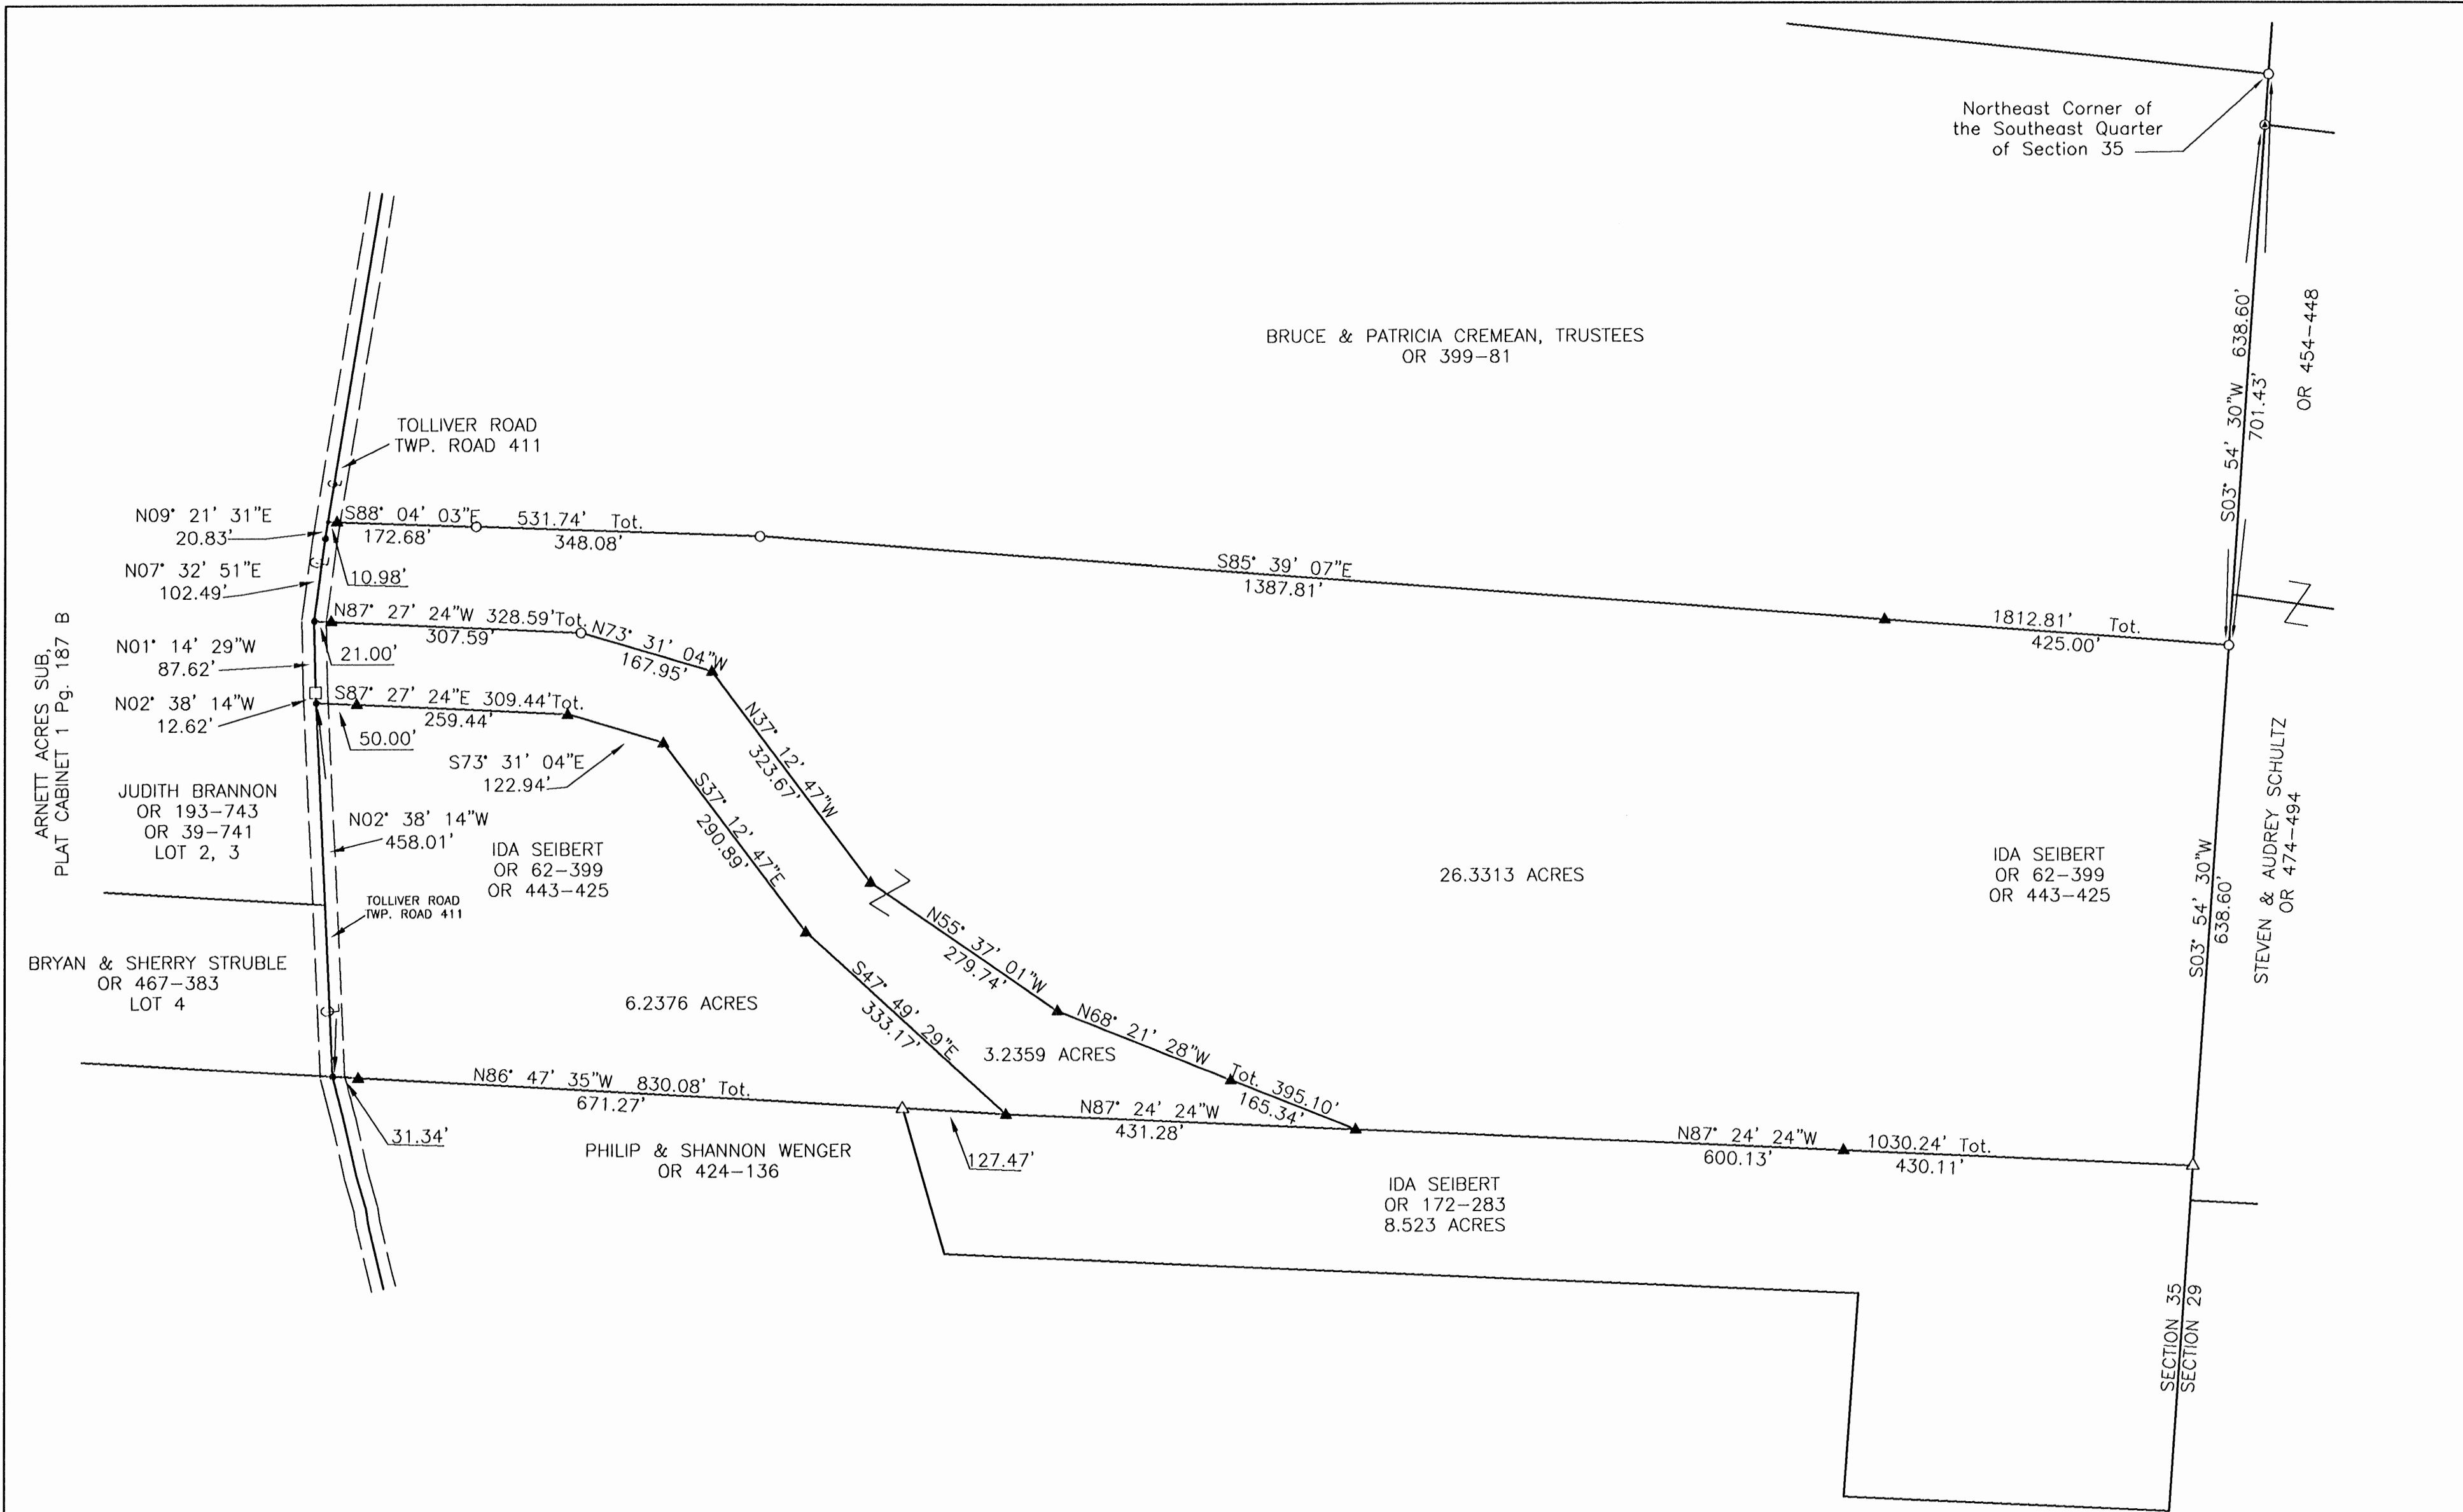 Northeast Corner of
the Southeast Quarter
of Section 35
S03° 54' 30"W 638.60'
701.43'
OR 454-448
BRUCE & PATRICIA CREMEAN, TRUSTEES
OR 399-81
TOLLIVER ROAD
TWP. ROAD 411
N09° 21' 31"E
20.83'
S88° 04' 03"E 531.74' Tot.
172.68'
348.08'
10.98'
N07° 32' 51"E
102.49'
S85° 39' 07"E
1387.81'
1812.81' Tot.
425.00'
N87° 27' 24"W 328.59'Tot.
307.59'
21.00'
N73° 31' 04"W
167.95'
ARNETT ACRES SUB,
PLAT CABINET 1 Pg. 187 B
N01° 14' 29"W
87.62'
N02° 38' 14"W
12.62'
S87° 27' 24"E 309.44'Tot.
259.44'
50.00'
S73° 31' 04"E
122.94'
N37° 12' 47"W
323.67'
S37° 12' 47"E
290.89'
JUDITH BRANNON
OR 193-743
OR 39-741
LOT 2, 3
N02° 38' 14"W
458.01'
IDA SEIBERT
OR 62-399
OR 443-425
TOLLIVER ROAD
TWP. ROAD 411
26.3313 ACRES
IDA SEIBERT
OR 62-399
OR 443-425
S03° 54' 30"W
638.60'
STEVEN & AUDREY SCHULTZ
OR 474-494
BRYAN & SHERRY STRUBLE
OR 467-383
LOT 4
6.2376 ACRES
S47° 49' 29"E
333.17'
N55° 37' 01"W
279.74'
3.2359 ACRES
N68° 21' 28"W
Tot. 395.10'
165.34'
N86° 47' 35"W 830.08' Tot.
671.27'
31.34'
127.47'
N87° 24' 24"W
431.28'
N87° 24' 24"W 1030.24' Tot.
600.13'
430.11'
PHILIP & SHANNON WENGER
OR 424-136
IDA SEIBERT
OR 172-283
8.523 ACRES
SECTION 35
SECTION 29